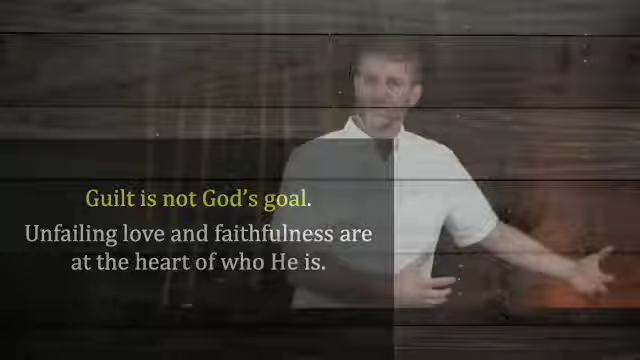 Guilt is not God's goal.
Unfailing love and faithfulness are
at the heart of who He is.